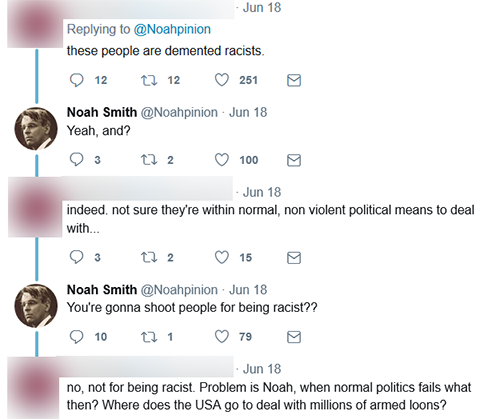 · Jun 18
Replying to @Noahpinion
these people are demented racists.
12 12 251
Noah Smith @Noahpinion · Jun 18
Yeah, and?
3 2 100
· Jun 18
indeed. not sure they're within normal, non violent political means to deal
with...
3 2 15
Noah Smith @Noahpinion · Jun 18
You're gonna shoot people for being racist??
10 1 79
· Jun 18
no, not for being racist. Problem is Noah, when normal politics fails what
then? Where does the USA go to deal with millions of armed loons?